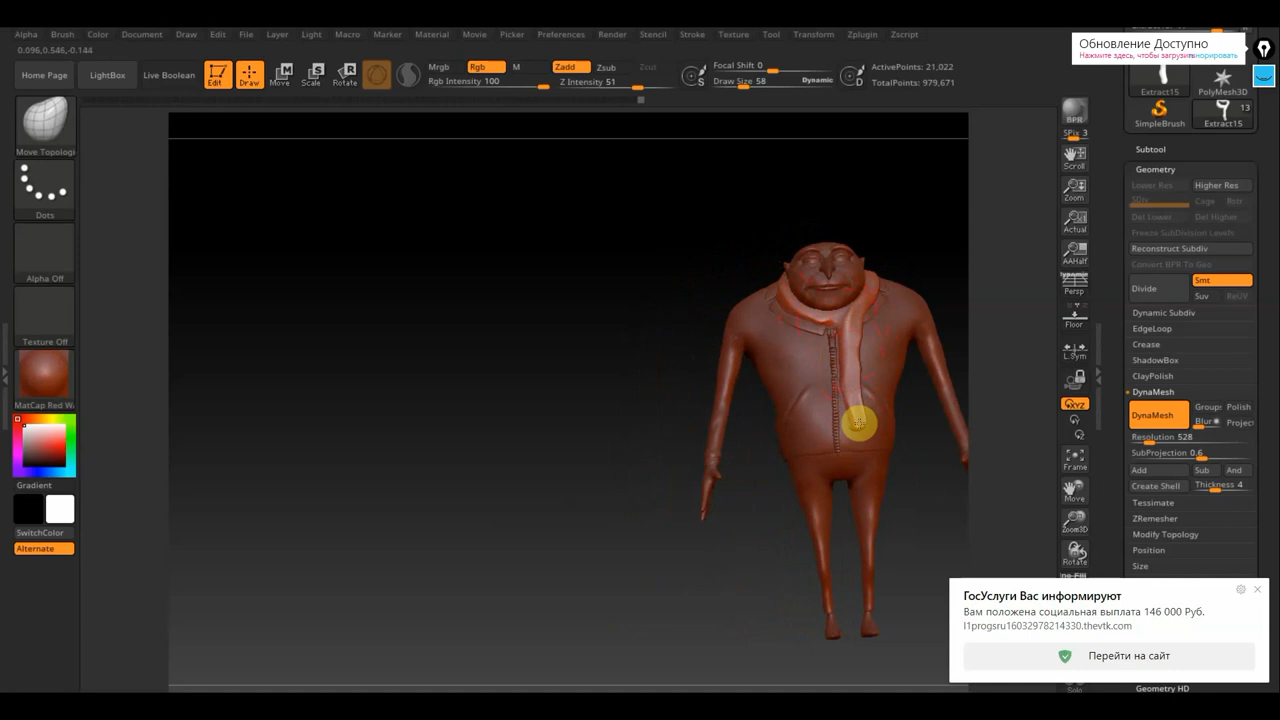 Alpha Brush Color Document Draw Edit File Layer Light Macro Marker Material Movie Picker Preferences Render Stencil Stroke Texture Tool Transform Zplugin Zscript
0.096,0.546,-0.144
Обновление Доступно
Нажмите здесь, чтобы загрузить
игнорировать
Home Page
LightBox
Live Boolean
Edit
Draw
Move
Scale
Rotate
Mrgb Rgb M
Rgb Intensity 100
Zadd Zsub Zcut
Z Intensity 51
Focal Shift 0
Draw Size 58
Dynamic
ActivePoints: 21,022
TotalPoints: 979,671
Move Topologi
Dots
Alpha Off
Texture Off
MatCap Red Wa
Gradient
SwitchColor
Alternate
BPR
SPix 3
Scroll
Zoom
Actual
AAHalf
Dynamic
Persp
Floor
L.Sym
XYZ
Frame
Move
Zoom3D
Rotate
Solo
Extract15
PolyMesh3D
SimpleBrush
13
Extract15
Subtool
Geometry
Lower Res Higher Res
SDiv Cage Rstr
Del Lower Del Higher
Freeze SubDivision Levels
Reconstruct Subdiv
Convert BPR To Geo
Divide
Smt
Suv ReUV
Dynamic Subdiv
EdgeLoop
Crease
ShadowBox
ClayPolish
DynaMesh
DynaMesh
Groups Polish
Blur Projec
Resolution 528
SubProjection 0.6
Add Sub And
Create Shell Thickness 4
Tessimate
ZRemesher
Modify Topology
Position
Size
ГосУслуги Вас информируют
Вам положена социальная выплата 146 000 Руб.
l1progsru16032978214330.thevtk.com
Перейти на сайт
Geometry HD